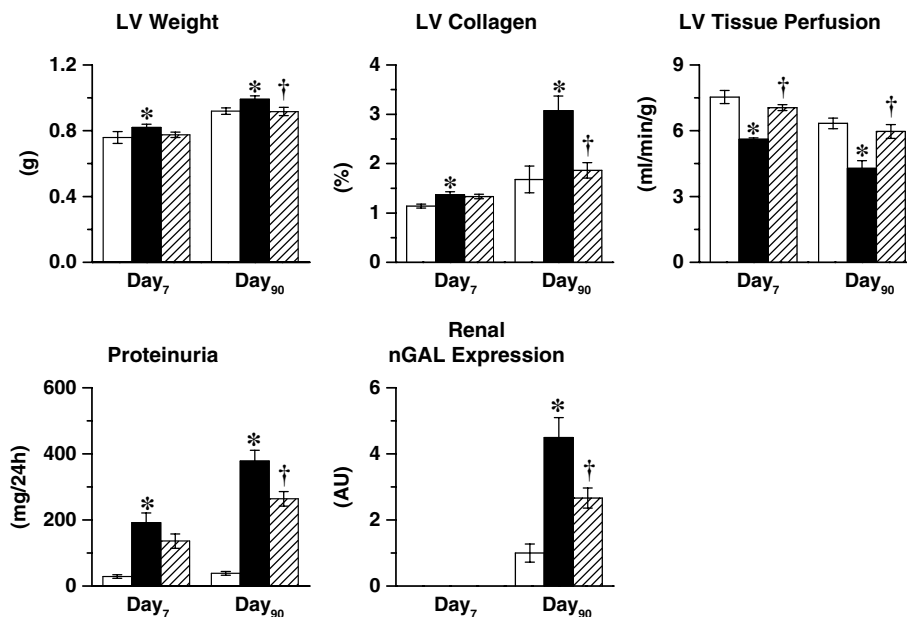 LV Weight
1.2
*
*
†
0.8
(g)
0.4
0.0
Day7
Day90
LV Collagen
4
*
3
(%)
2
†
*
1
0
Day7
Day90
LV Tissue Perfusion
9
†
†
6
*
*
(ml/min/g)
3
0
Day7
Day90
Proteinuria
600
*
400
†
(mg/24h)
*
200
0
Day7
Day90
Renal
nGAL Expression
6
*
4
†
(AU)
2
0
Day7
Day90